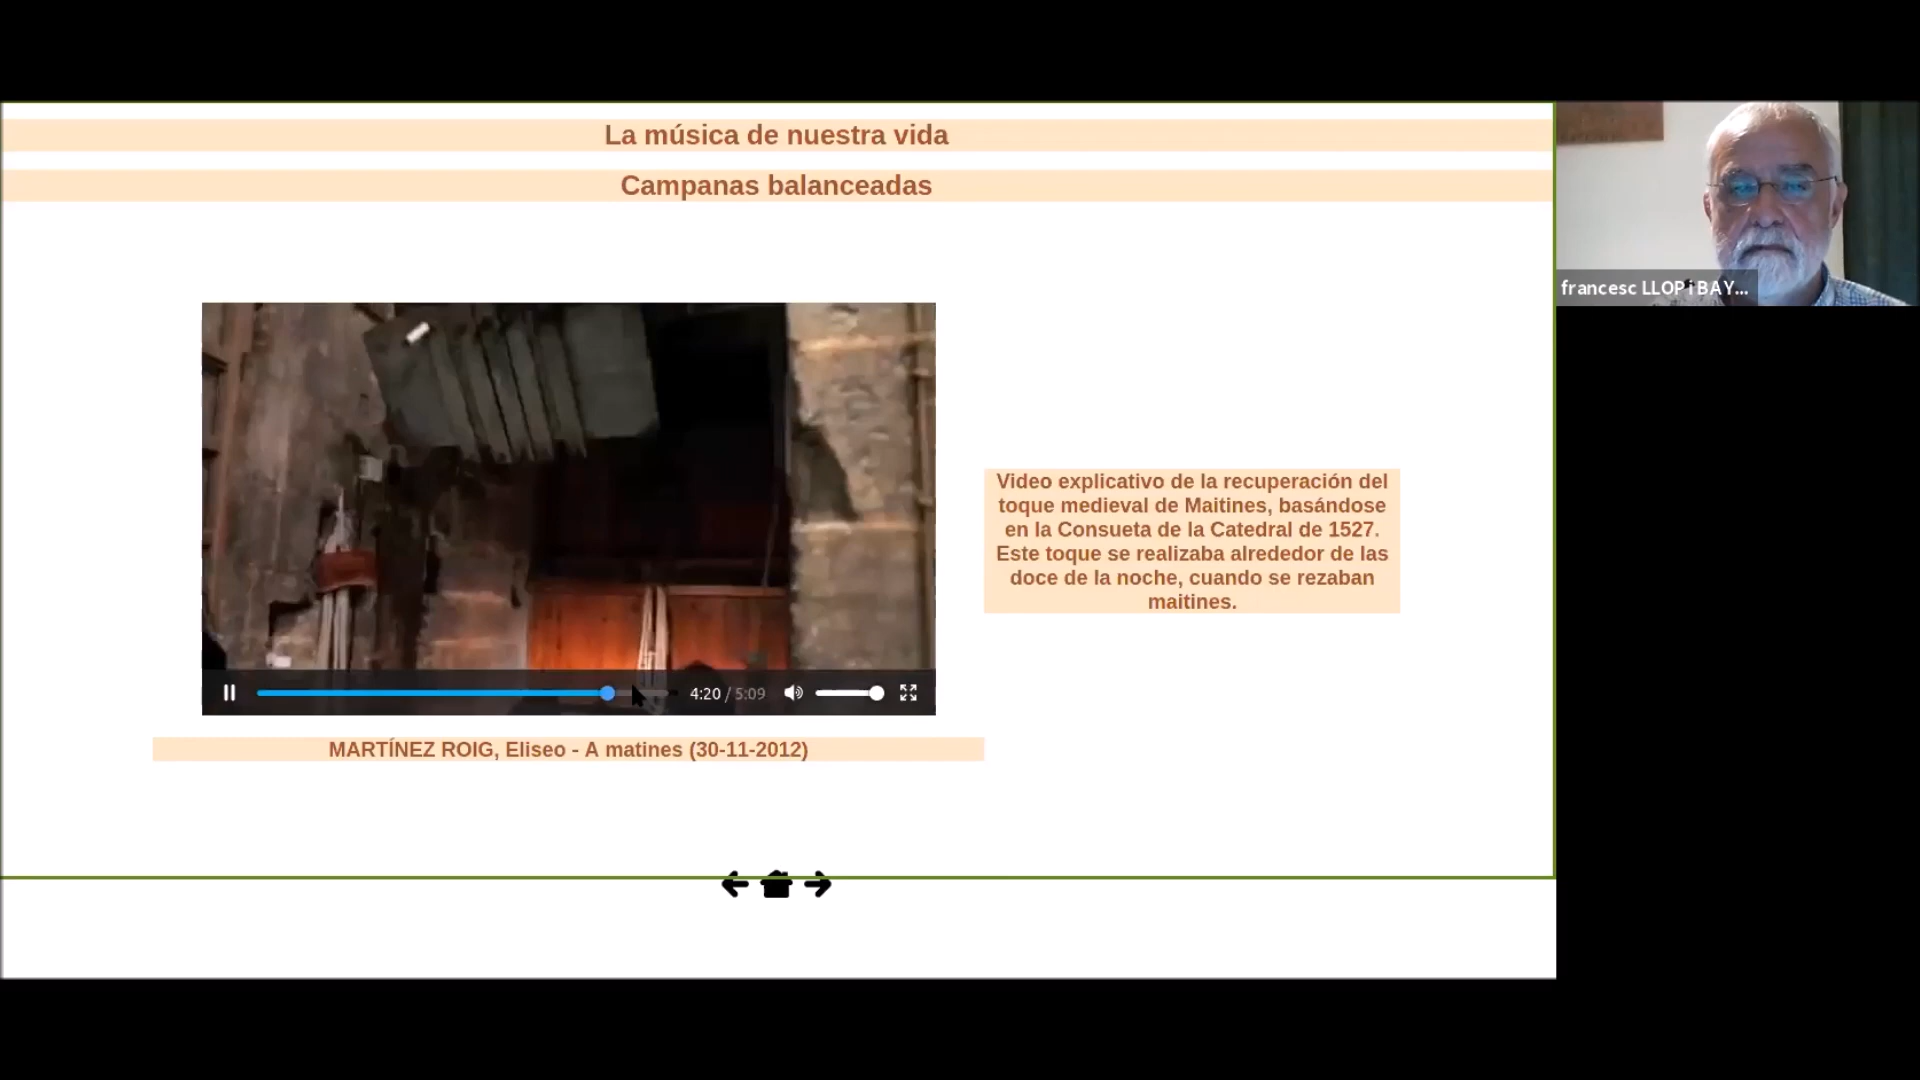 La música de nuestra vida
Campanas balanceadas
francesc LLOP i BAY...
Video explicativo de la recuperación del
toque medieval de Maitines, basándose
en la Consueta de la Catedral de 1527.
Este toque se realizaba alrededor de las
doce de la noche, cuando se rezaban
maitines.
4:20 / 5:09
MARTÍNEZ ROIG, Eliseo - A matines (30-11-2012)